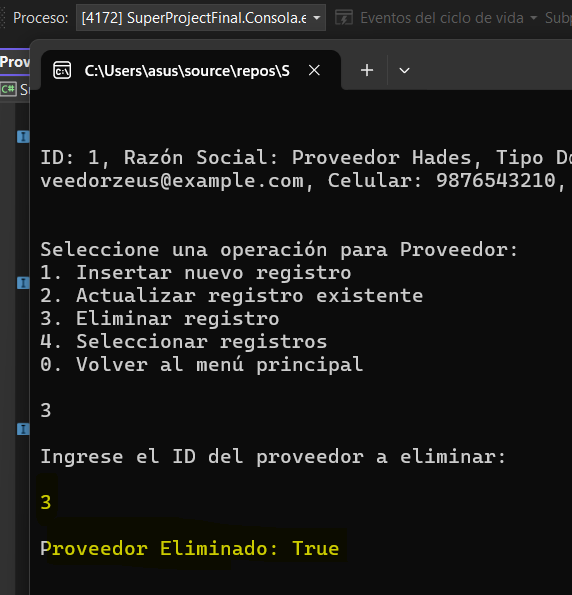 Proceso: [4172] SuperProjectFinal.Consola.e Eventos del ciclo de vida
Prov
C:\Users\asus\source\repos\S
C#
ID: 1, Razón Social: Proveedor Hades, Tipo Do
veedorzeus@example.com, Celular: 9876543210,
Seleccione una operación para Proveedor:
1. Insertar nuevo registro
2. Actualizar registro existente
3. Eliminar registro
4. Seleccionar registros
0. Volver al menú principal
3
Ingrese el ID del proveedor a eliminar:
3
Proveedor Eliminado: True